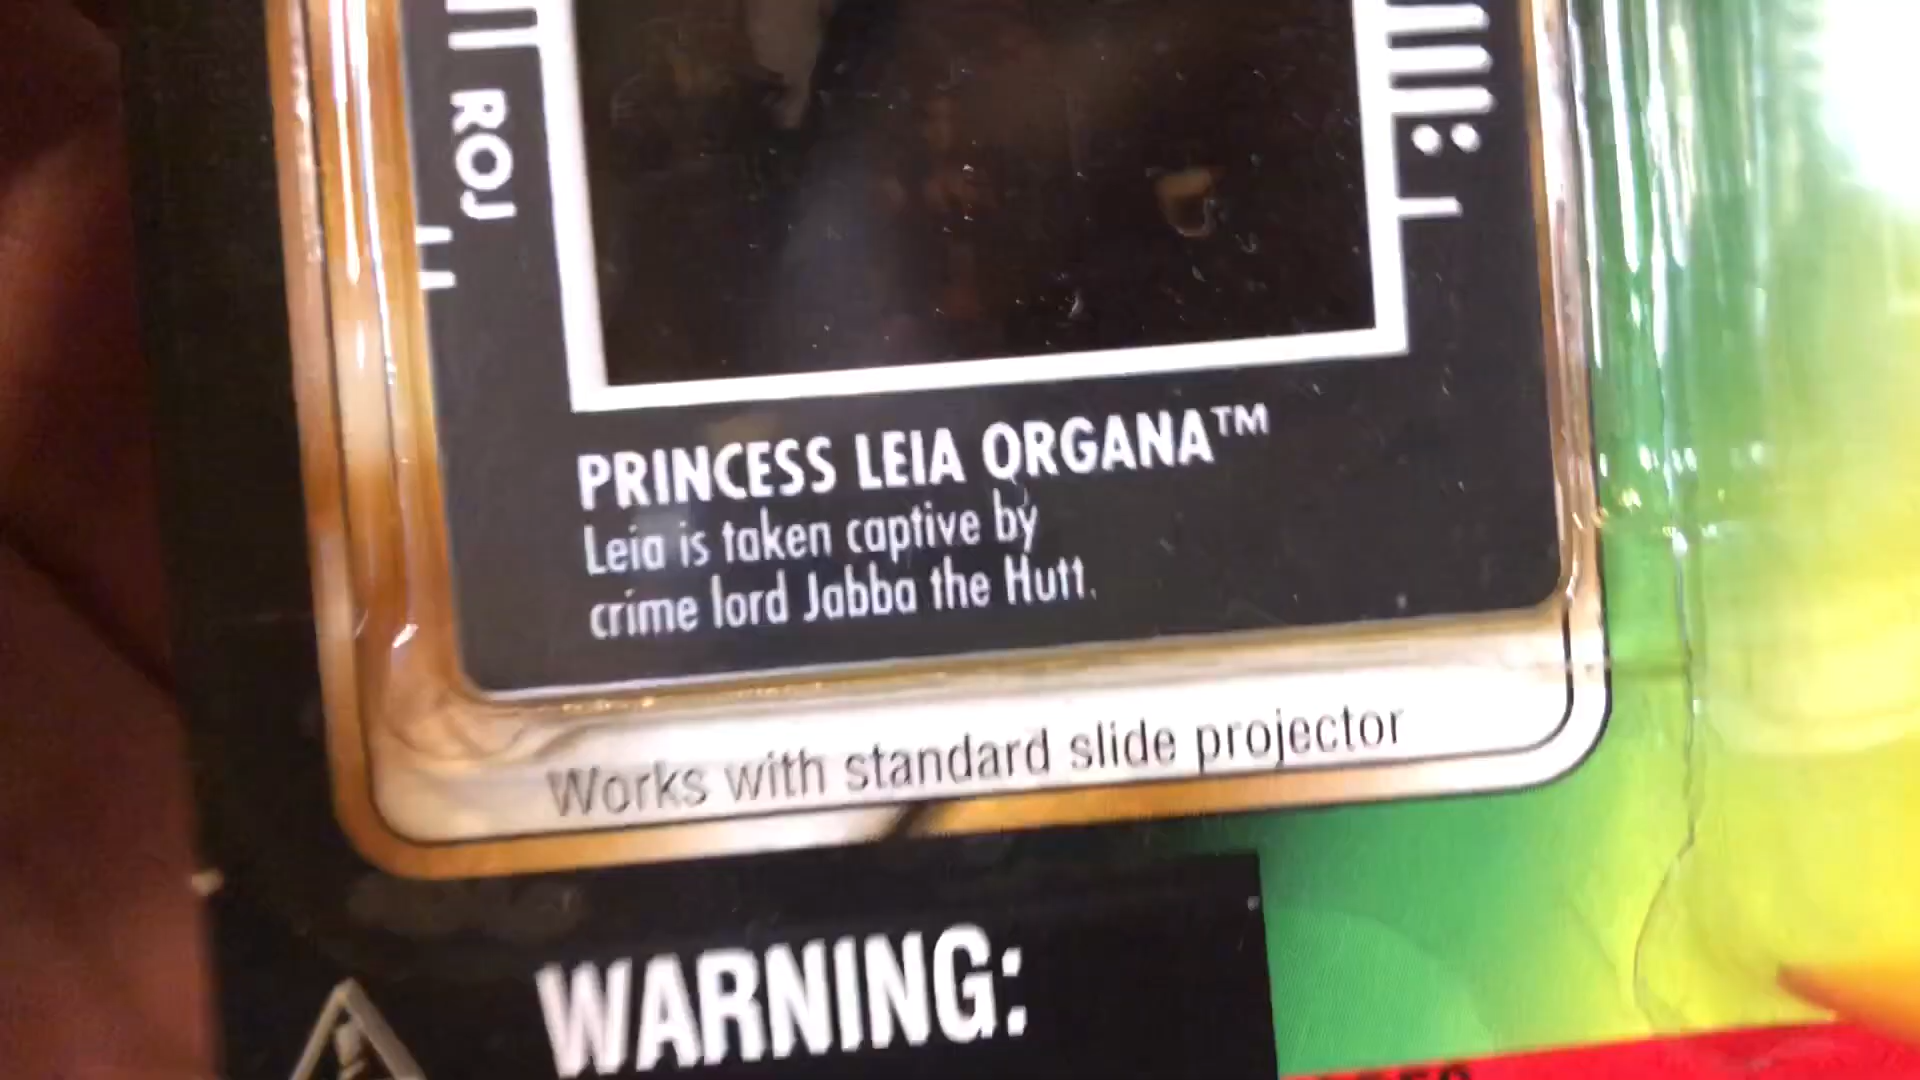 ROJ
PRINCESS LEIA ORGANA™
Leia is taken captive by
crime lord Jabba the Hutt.
Works with standard slide projector
WARNING: